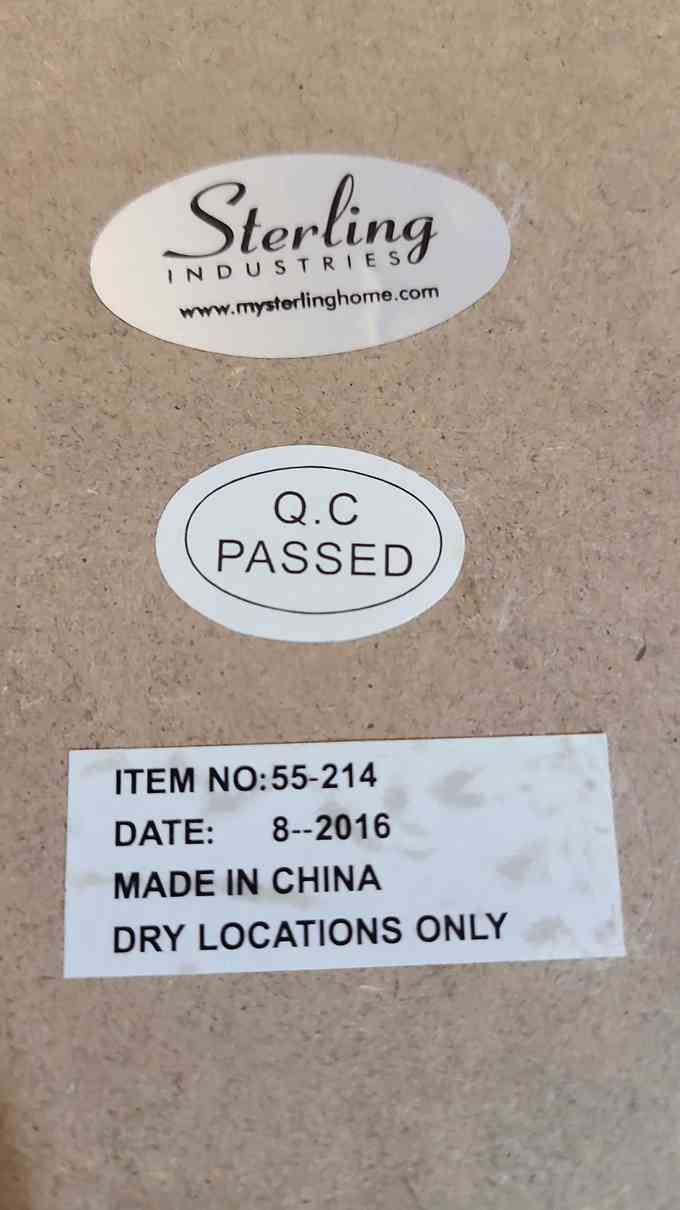 Sterling
INDUSTRIES
www.mysterlinghome.com
Q.C
PASSED
ITEM NO:55-214
DATE: 8--2016
MADE IN CHINA
DRY LOCATIONS ONLY